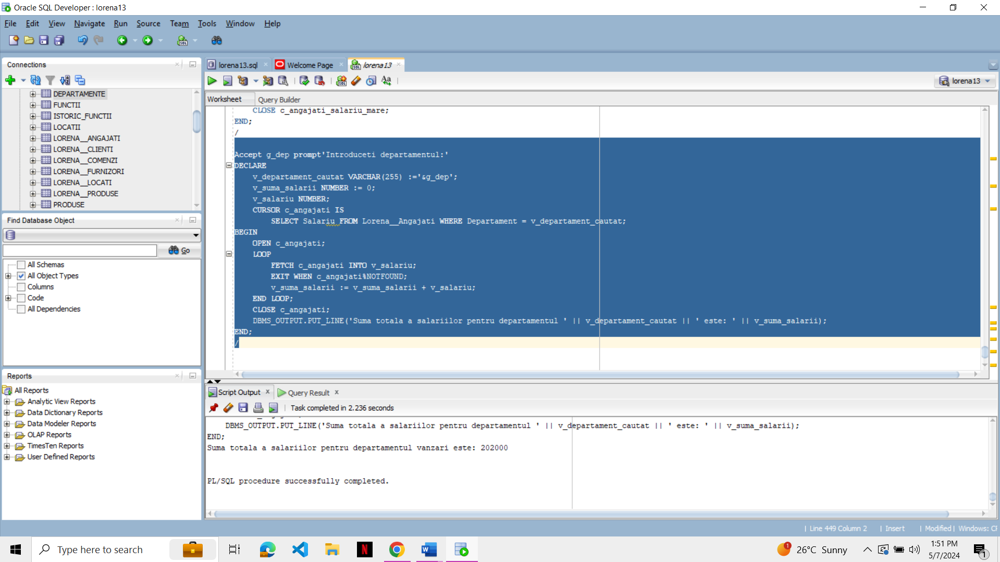 Oracle SQL Developer : lorena13
File Edit View Navigate Run Source Team Tools Window Help
Connections
DEPARTAMENTE
FUNCTII
ISTORIC_FUNCTII
LOCATII
LORENA__ANGAJATI
LORENA__CLIENTI
LORENA__COMENZI
LORENA__FURNIZORI
LORENA__LOCATI
LORENA__PRODUSE
PRODUSE
Find Database Object
Go
All Schemas
All Object Types
Columns
Code
All Dependencies
Reports
All Reports
Analytic View Reports
Data Dictionary Reports
Data Modeler Reports
OLAP Reports
TimesTen Reports
User Defined Reports
lorena13.sql Welcome Page lorena13
lorena13
Worksheet Query Builder
CLOSE c_angajati_salariu_mare;
END;
/
Accept g_dep prompt'Introduceti departamentul:'
DECLARE
v_departament_cautat VARCHAR(255) :='&g_dep';
v_suma_salarii NUMBER := 0;
v_salariu NUMBER;
CURSOR c_angajati IS
SELECT Salariu FROM Lorena__Angajati WHERE Departament = v_departament_cautat;
BEGIN
OPEN c_angajati;
LOOP
FETCH c_angajati INTO v_salariu;
EXIT WHEN c_angajati%NOTFOUND;
v_suma_salarii := v_suma_salarii + v_salariu;
END LOOP;
CLOSE c_angajati;
DBMS_OUTPUT.PUT_LINE('Suma totala a salariilor pentru departamentul ' || v_departament_cautat || ' este: ' || v_suma_salarii);
END;
/
Script Output Query Result
Task completed in 2.236 seconds
DBMS_OUTPUT.PUT_LINE('Suma totala a salariilor pentru departamentul ' || v_departament_cautat || ' este: ' || v_suma_salarii);
END;
Suma totala a salariilor pentru departamentul vanzari este: 202000
PL/SQL procedure successfully completed.
| Line 449 Column 2 | Insert | Modified | Windows: CF
Type here to search
1
26°C Sunny
1:51 PM
5/7/2024
1